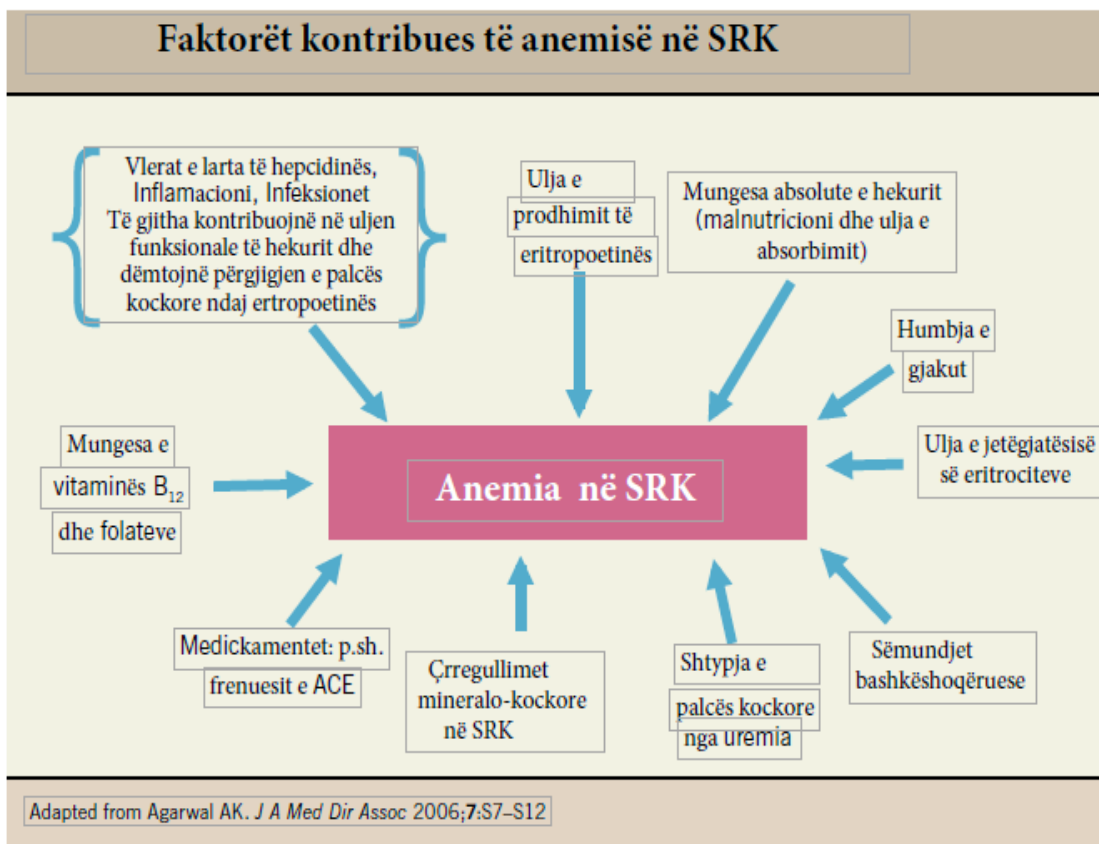 Faktorët kontribues të anemisë në SRK
Vlerat e larta të hepcidinës,
Inflamacioni, Infeksionet
Të gjitha kontribuojnë në uljen
funksionale të hekurit dhe
dëmtojnë përgjigjen e palcës
kockore ndaj ertropoetinës
Ulja e
prodhimit të
eritropoetinës
Mungesa absolute e hekurit
(malnutricioni dhe ulja e
absorbimit)
Humbja e
gjakut
Mungesa e
vitaminës B₁₂
dhe folateve
Anemia në SRK
Ulja e jetëgjatësisë
së eritrociteve
Medickamentet: p.sh.
frenuesit e ACE
Çrregullimet
mineralo-kockore
në SRK
Shtypja e
palcës kockore
nga uremia
Sëmundjet
bashkëshoqëruese
Adapted from Agarwal AK. J A Med Dir Assoc 2006;7:S7–S12